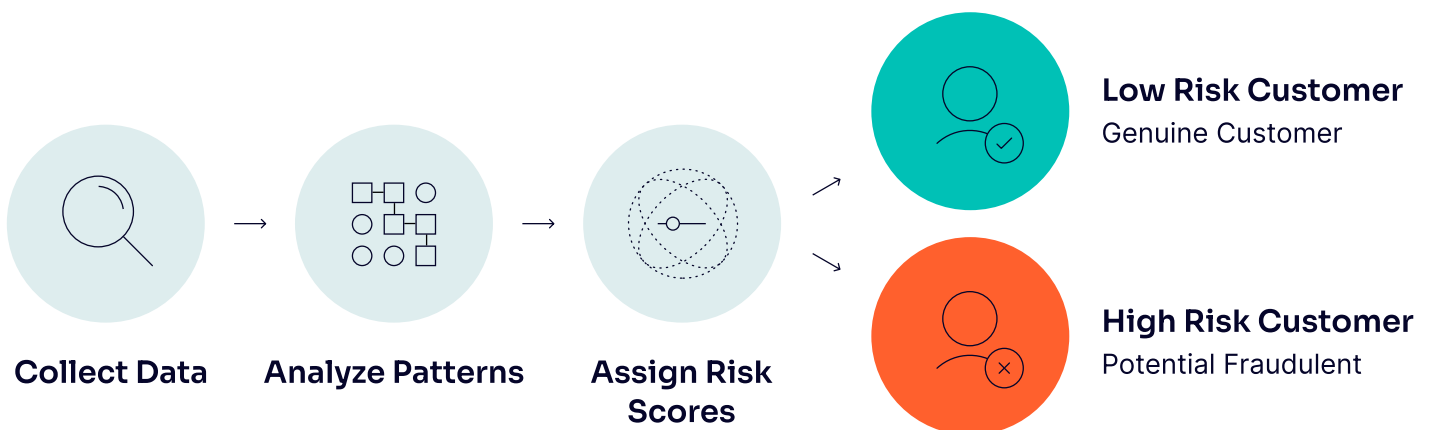 Collect Data
Analyze Patterns
Assign Risk
Scores
Low Risk Customer
Genuine Customer
High Risk Customer
Potential Fraudulent